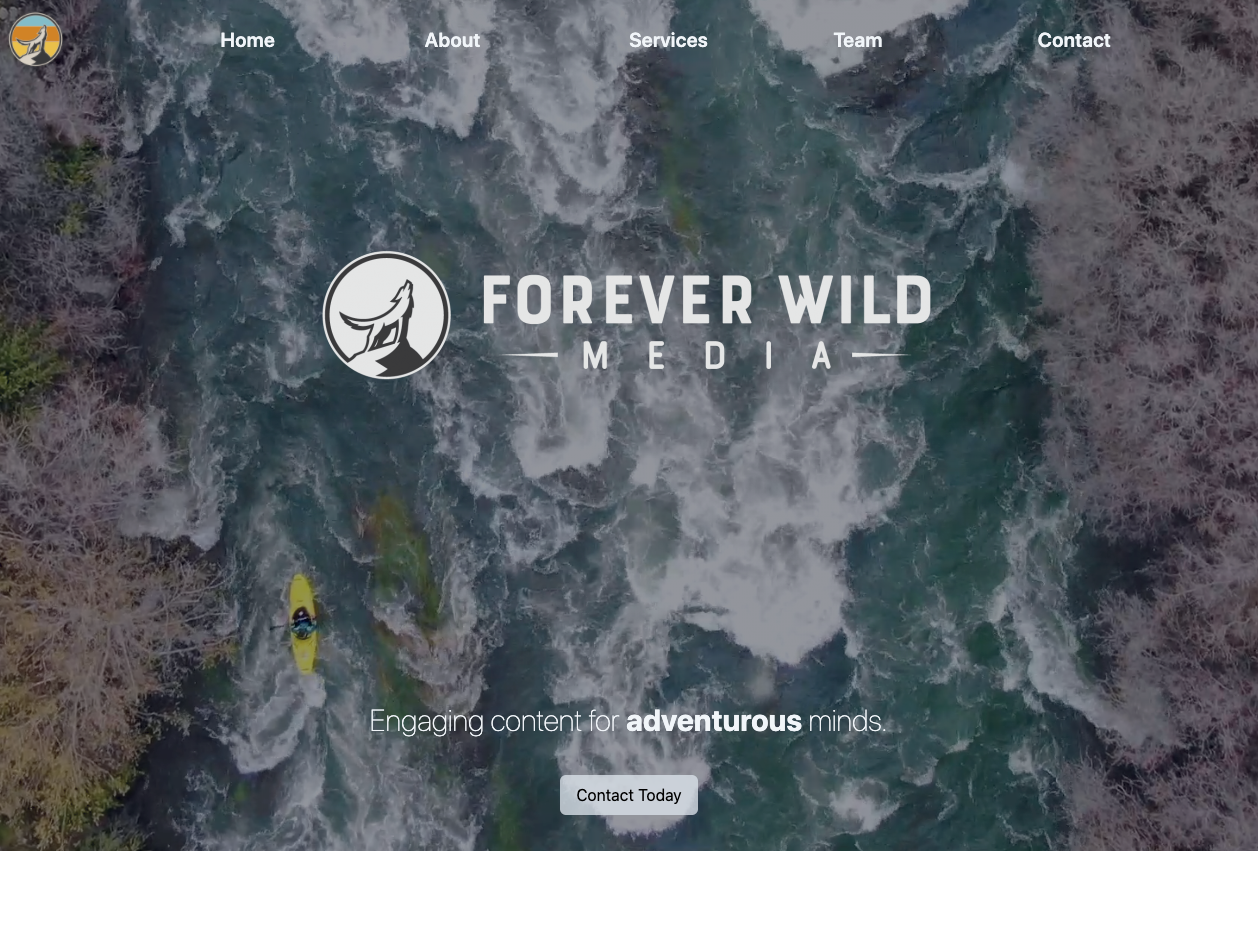 Home About Services Team Contact
FOREVER WILD
MEDIA
Engaging content for adventurous minds.
Contact Today